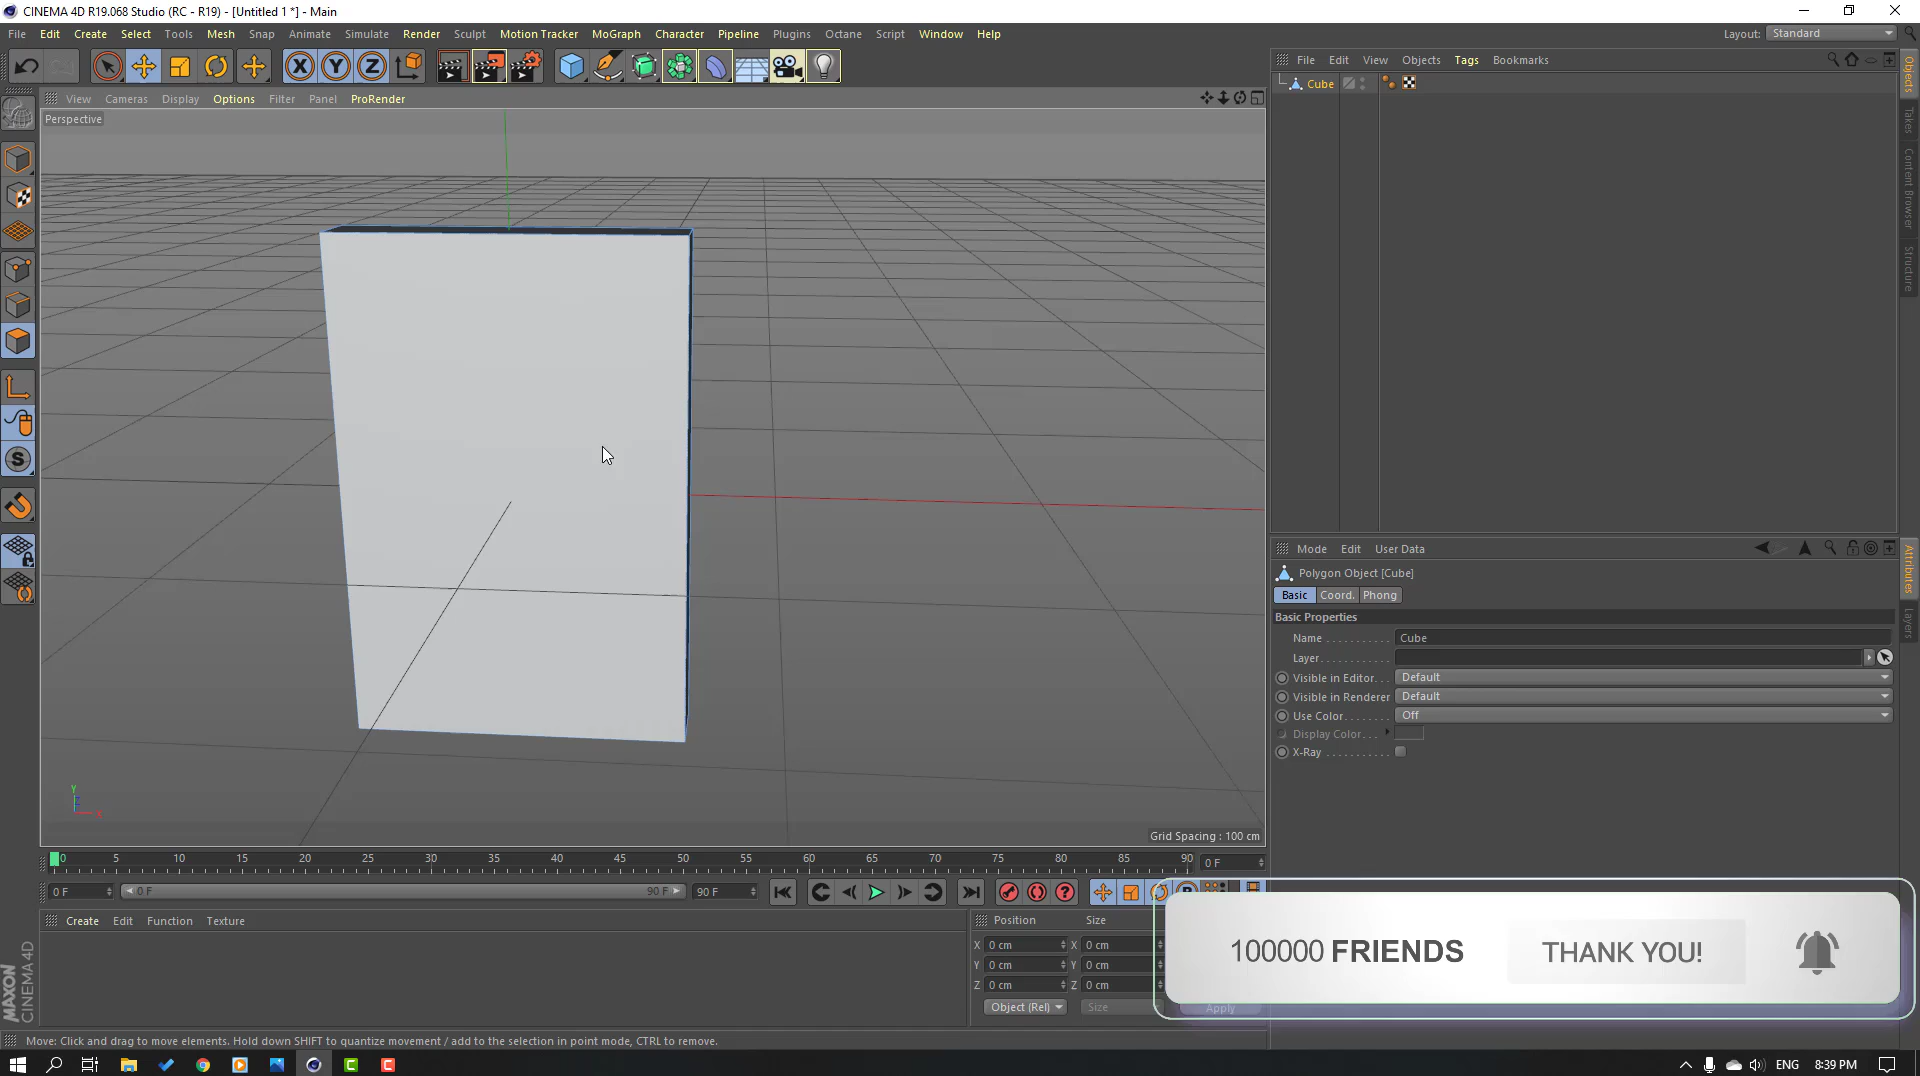 CINEMA 4D R19.068 Studio (RC - R19) - [Untitled 1 *] - Main
File Edit Create Select Tools Mesh Snap Animate Simulate Render Sculpt Motion Tracker MoGraph Character Pipeline Plugins Octane Script Window Help
Layout: Standard
X Y Z
File Edit View Objects Tags Bookmarks
View Cameras Display Options Filter Panel ProRender
Perspective
Cube
Objects
Takes
Content Browser
Structure
S
Y
X
Grid Spacing : 100 cm
Mode Edit User Data
Polygon Object [Cube]
Basic Coord. Phong
Basic Properties
Name Cube
Layer
Visible in Editor Default
Visible in Renderer Default
Use Color Off
Display Color
X-Ray
Attributes
Layers
0 5 10 15 20 25 30 35 40 45 50 55 60 65 70 75 80 85 90
0 F
0 F 0 F 90 F 90 F
Create Edit Function Texture
Position Size
X 0 cm X 0 cm
Y 0 cm Y 0 cm
Z 0 cm Z 0 cm
Object (Rel) Size Apply
100000 FRIENDS THANK YOU!
MAXON
CINEMA 4D
Move: Click and drag to move elements. Hold down SHIFT to quantize movement / add to the selection in point mode, CTRL to remove.
ENG 8:39 PM